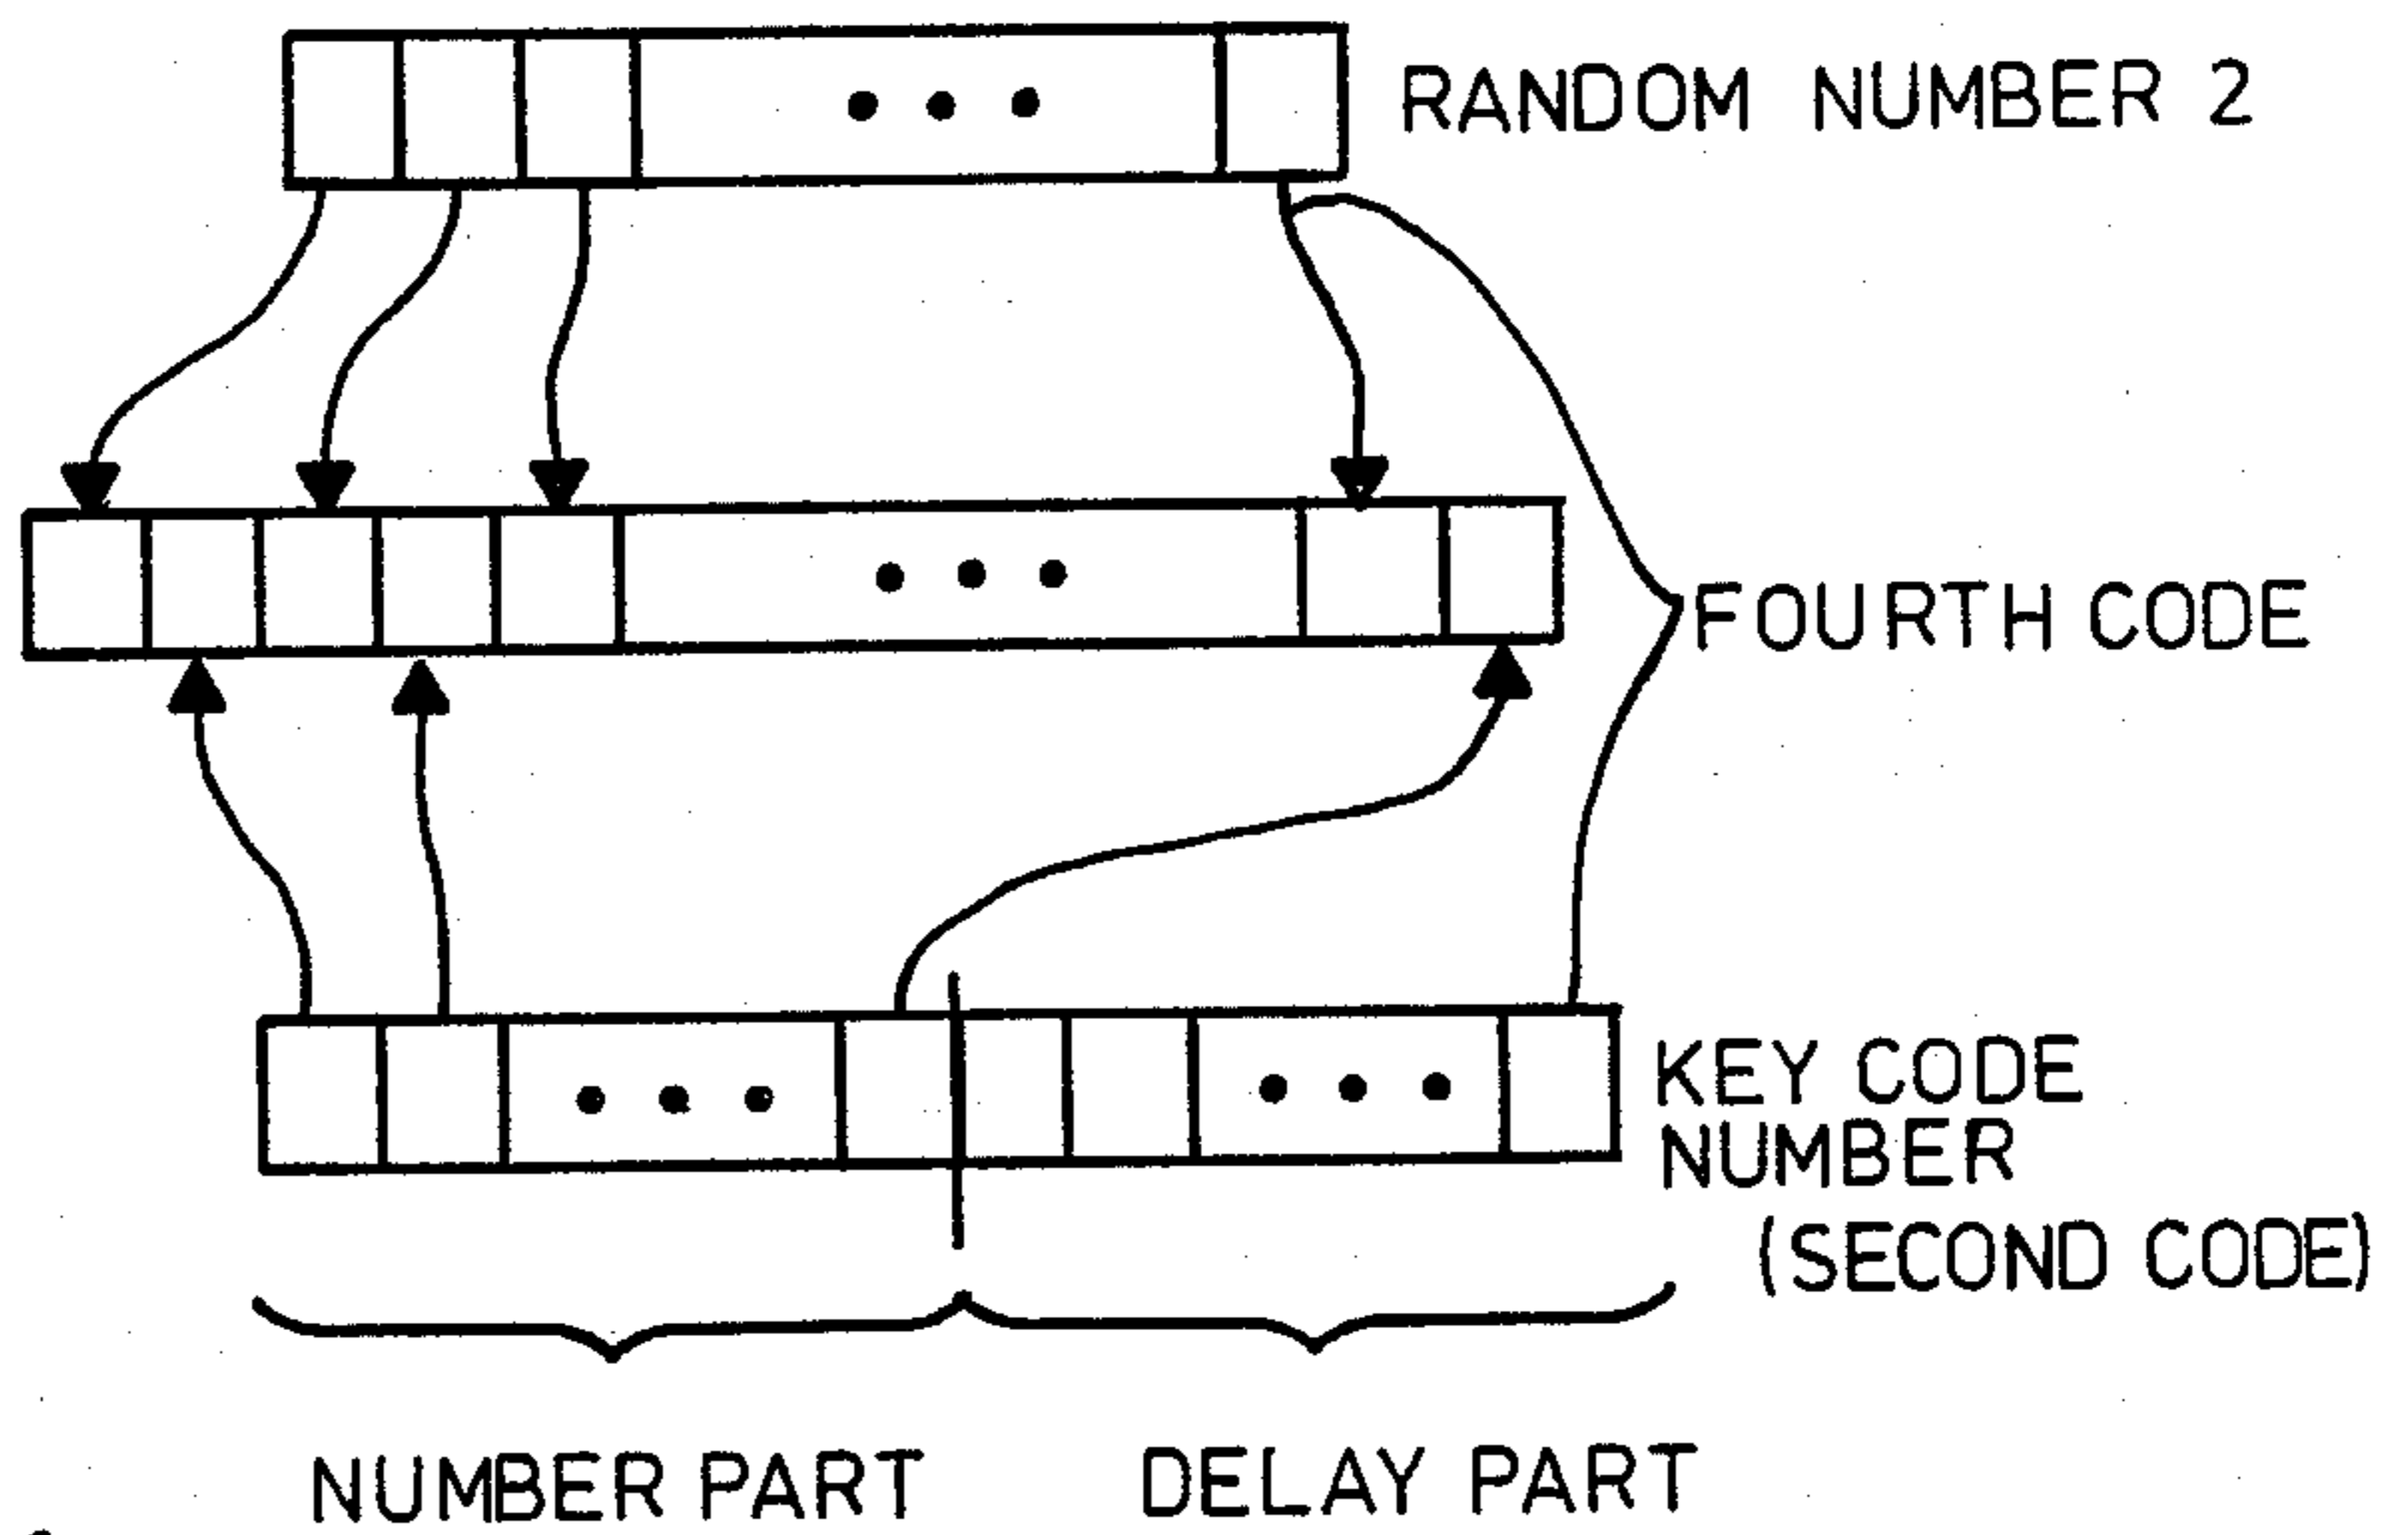 RANDOM NUMBER 2
FOURTH CODE
KEY CODE
NUMBER
(SECOND CODE)
NUMBER PART
DELAY PART